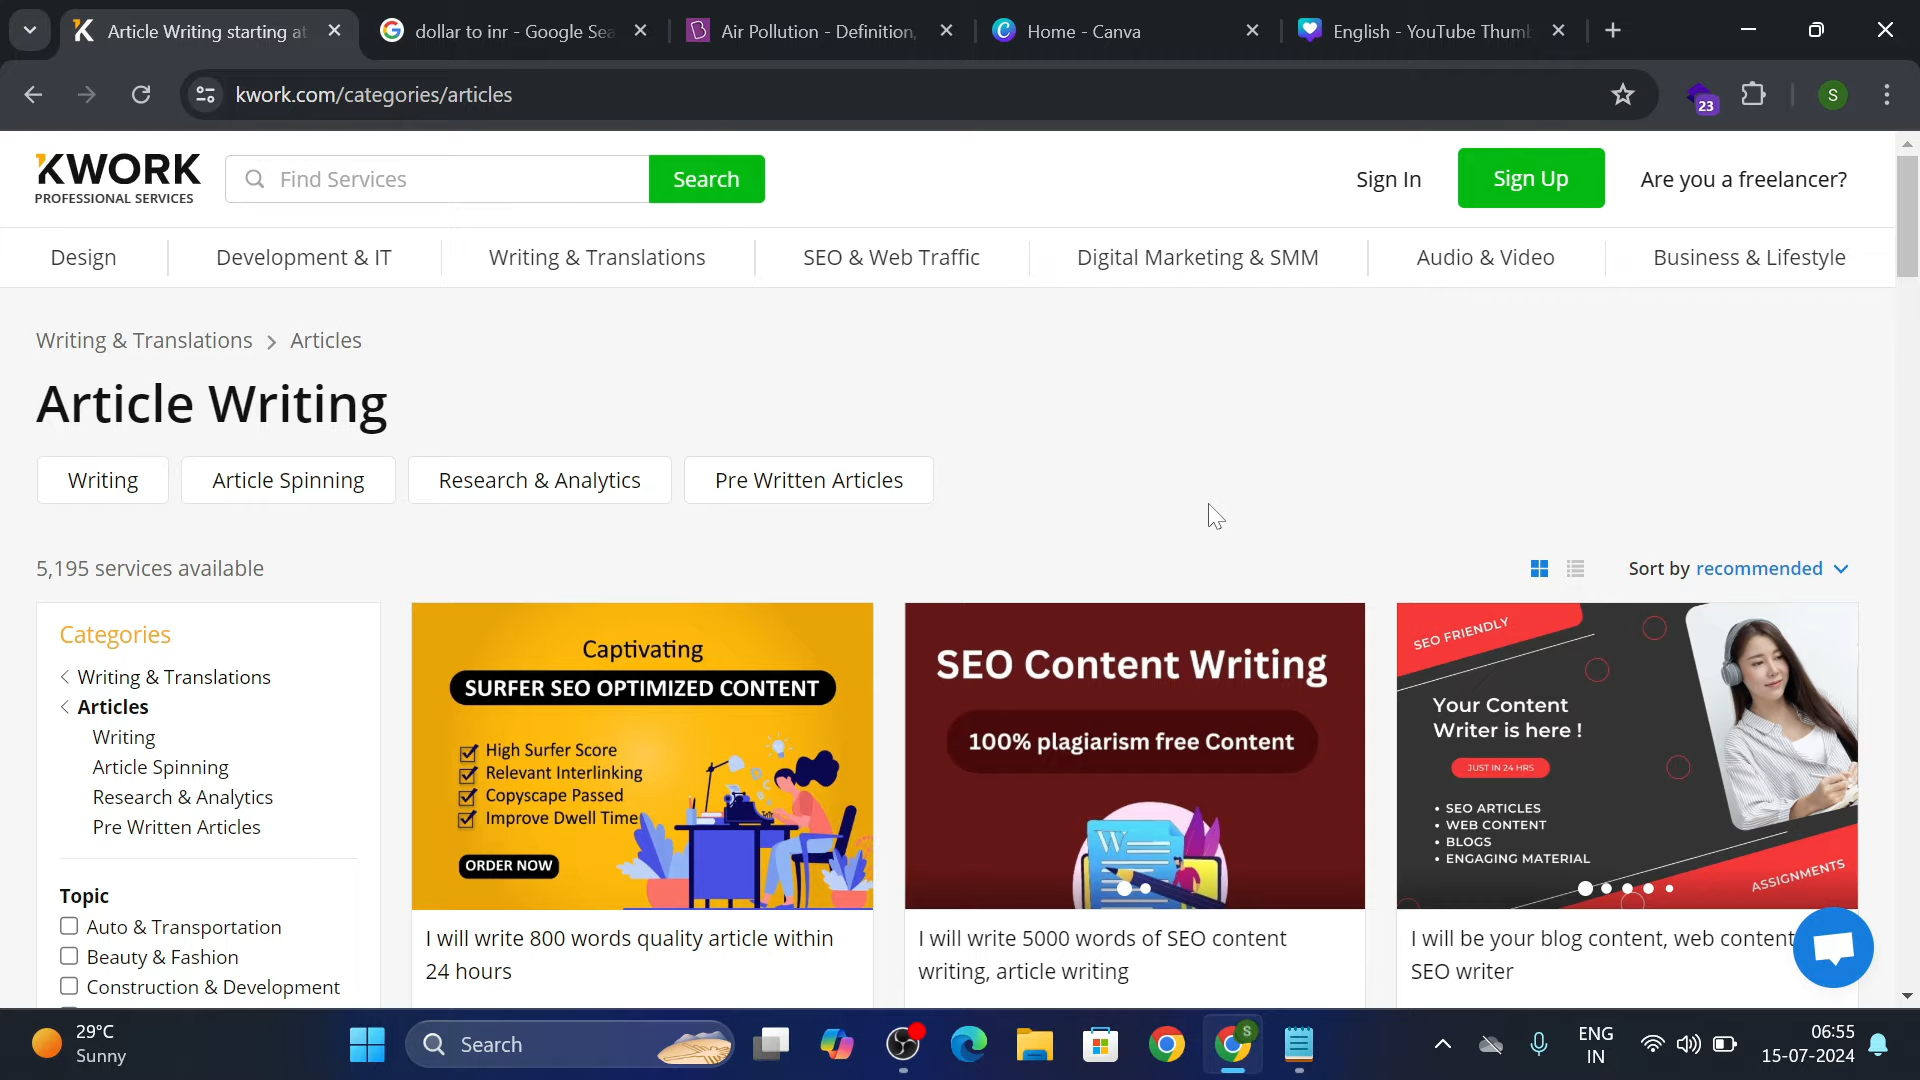 Article Writing starting at
dollar to inr - Google Sea
Air Pollution - Definition,
Home - Canva
English - YouTube Thumb
kwork.com/categories/articles
23
S
KWORK
PROFESSIONAL SERVICES
Find Services
Search
Sign In
Sign Up
Are you a freelancer?
Design
Development & IT
Writing & Translations
SEO & Web Traffic
Digital Marketing & SMM
Audio & Video
Business & Lifestyle
Writing & Translations > Articles
Article Writing
Writing
Article Spinning
Research & Analytics
Pre Written Articles
5,195 services available
Sort by recommended
Categories
Writing & Translations
Articles
Writing
Article Spinning
Research & Analytics
Pre Written Articles
Topic
Auto & Transportation
Beauty & Fashion
Construction & Development
Captivating
SURFER SEO OPTIMIZED CONTENT
High Surfer Score
Relevant Interlinking
Copyscape Passed
Improve Dwell Time
ORDER NOW
I will write 800 words quality article within
24 hours
SEO Content Writing
100% plagiarism free Content
W
I will write 5000 words of SEO content
writing, article writing
SEO FRIENDLY
Your Content
Writer is here !
JUST IN 24 HRS
• SEO ARTICLES
• WEB CONTENT
• BLOGS
• ENGAGING MATERIAL
ASSIGNMENTS
I will be your blog content, web content
SEO writer
29°C
Sunny
Search
S
ENG
IN
06:55
15-07-2024